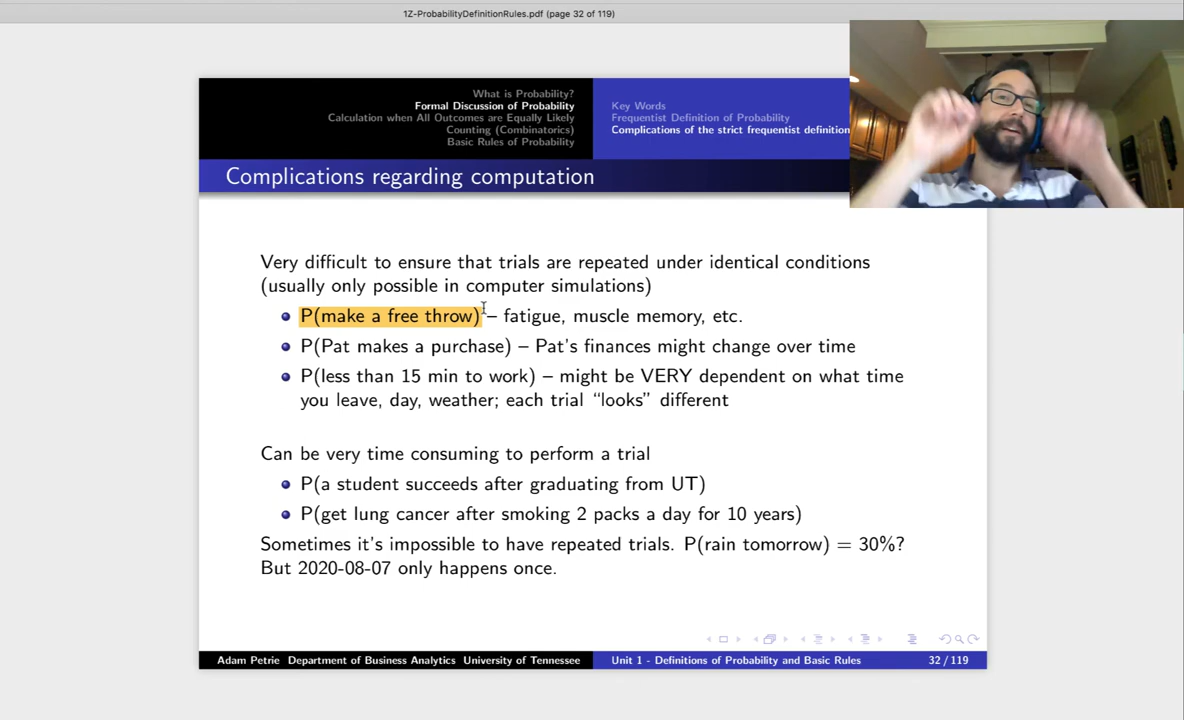 1Z-ProbabilityDefinitionRules.pdf (page 32 of 119)
What is Probability?
Formal Discussion of Probability
Calculation when All Outcomes are Equally Likely
Counting (Combinatorics)
Basic Rules of Probability
Key Words
Frequentist Definition of Probability
Complications of the strict frequentist definition
Complications regarding computation
Very difficult to ensure that trials are repeated under identical conditions
(usually only possible in computer simulations)
P(make a free throw) – fatigue, muscle memory, etc.
P(Pat makes a purchase) – Pat's finances might change over time
P(less than 15 min to work) – might be VERY dependent on what time
you leave, day, weather; each trial “looks” different
Can be very time consuming to perform a trial
P(a student succeeds after graduating from UT)
P(get lung cancer after smoking 2 packs a day for 10 years)
Sometimes it's impossible to have repeated trials. P(rain tomorrow) = 30%?
But 2020-08-07 only happens once.
Adam Petrie Department of Business Analytics University of Tennessee
Unit 1 - Definitions of Probability and Basic Rules
32 / 119